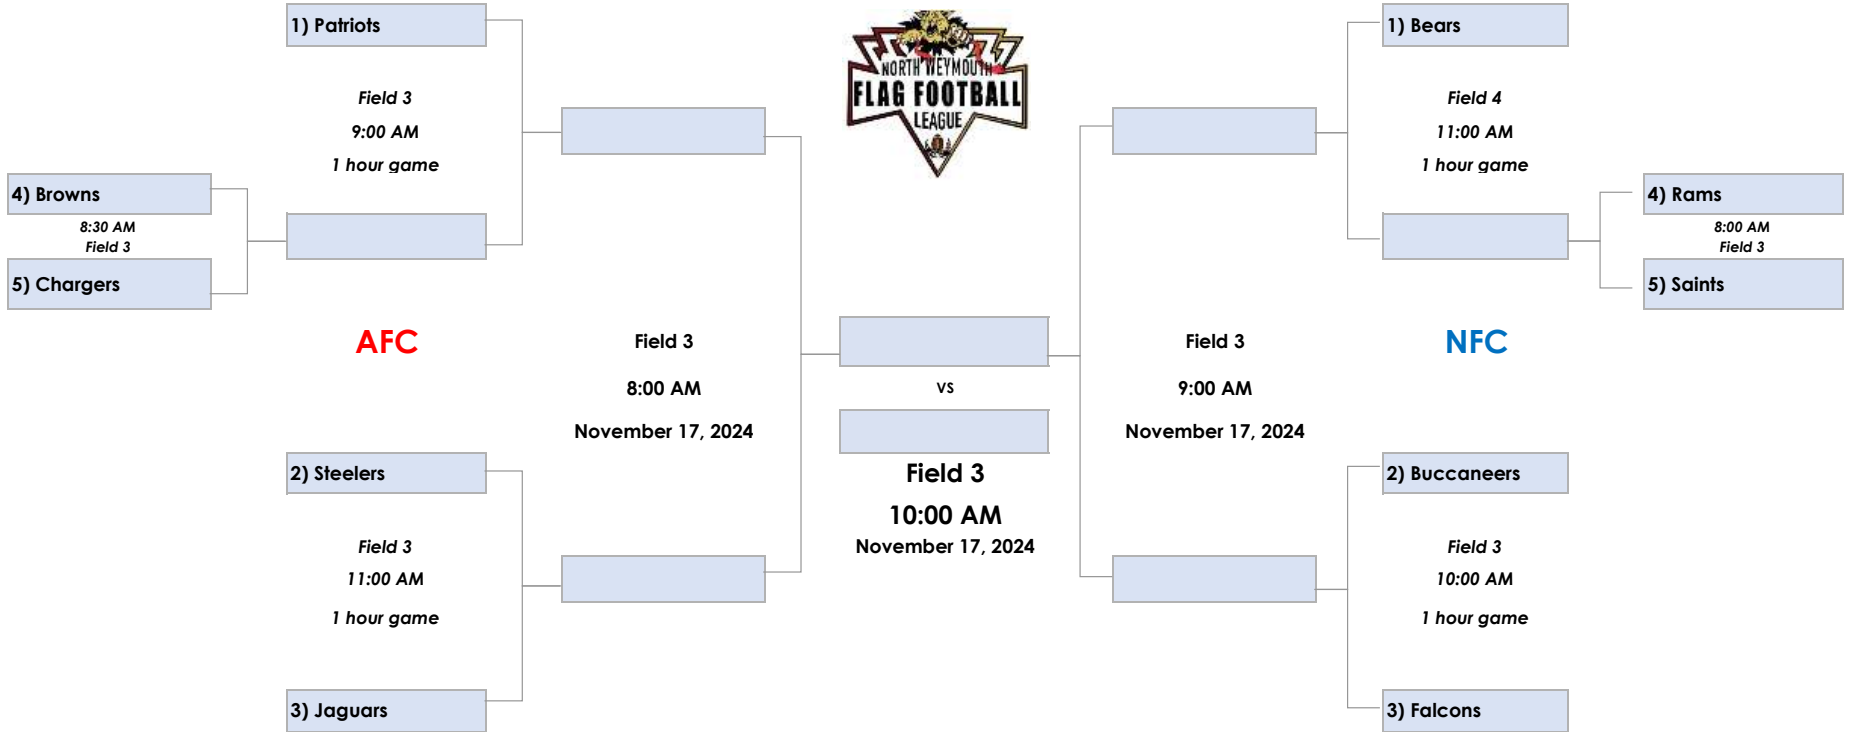 1) Patriots
Field 3
9:00 AM
1 hour game
4) Browns
8:30 AM
Field 3
5) Chargers
AFC
2) Steelers
Field 3
11:00 AM
1 hour game
3) Jaguars
Field 3
8:00 AM
November 17, 2024
NORTH WEYMOUTH
FLAG FOOTBALL
LEAGUE
vs
Field 3
10:00 AM
November 17, 2024
Field 3
9:00 AM
November 17, 2024
1) Bears
Field 4
11:00 AM
1 hour game
4) Rams
8:00 AM
Field 3
5) Saints
NFC
2) Buccaneers
Field 3
10:00 AM
1 hour game
3) Falcons